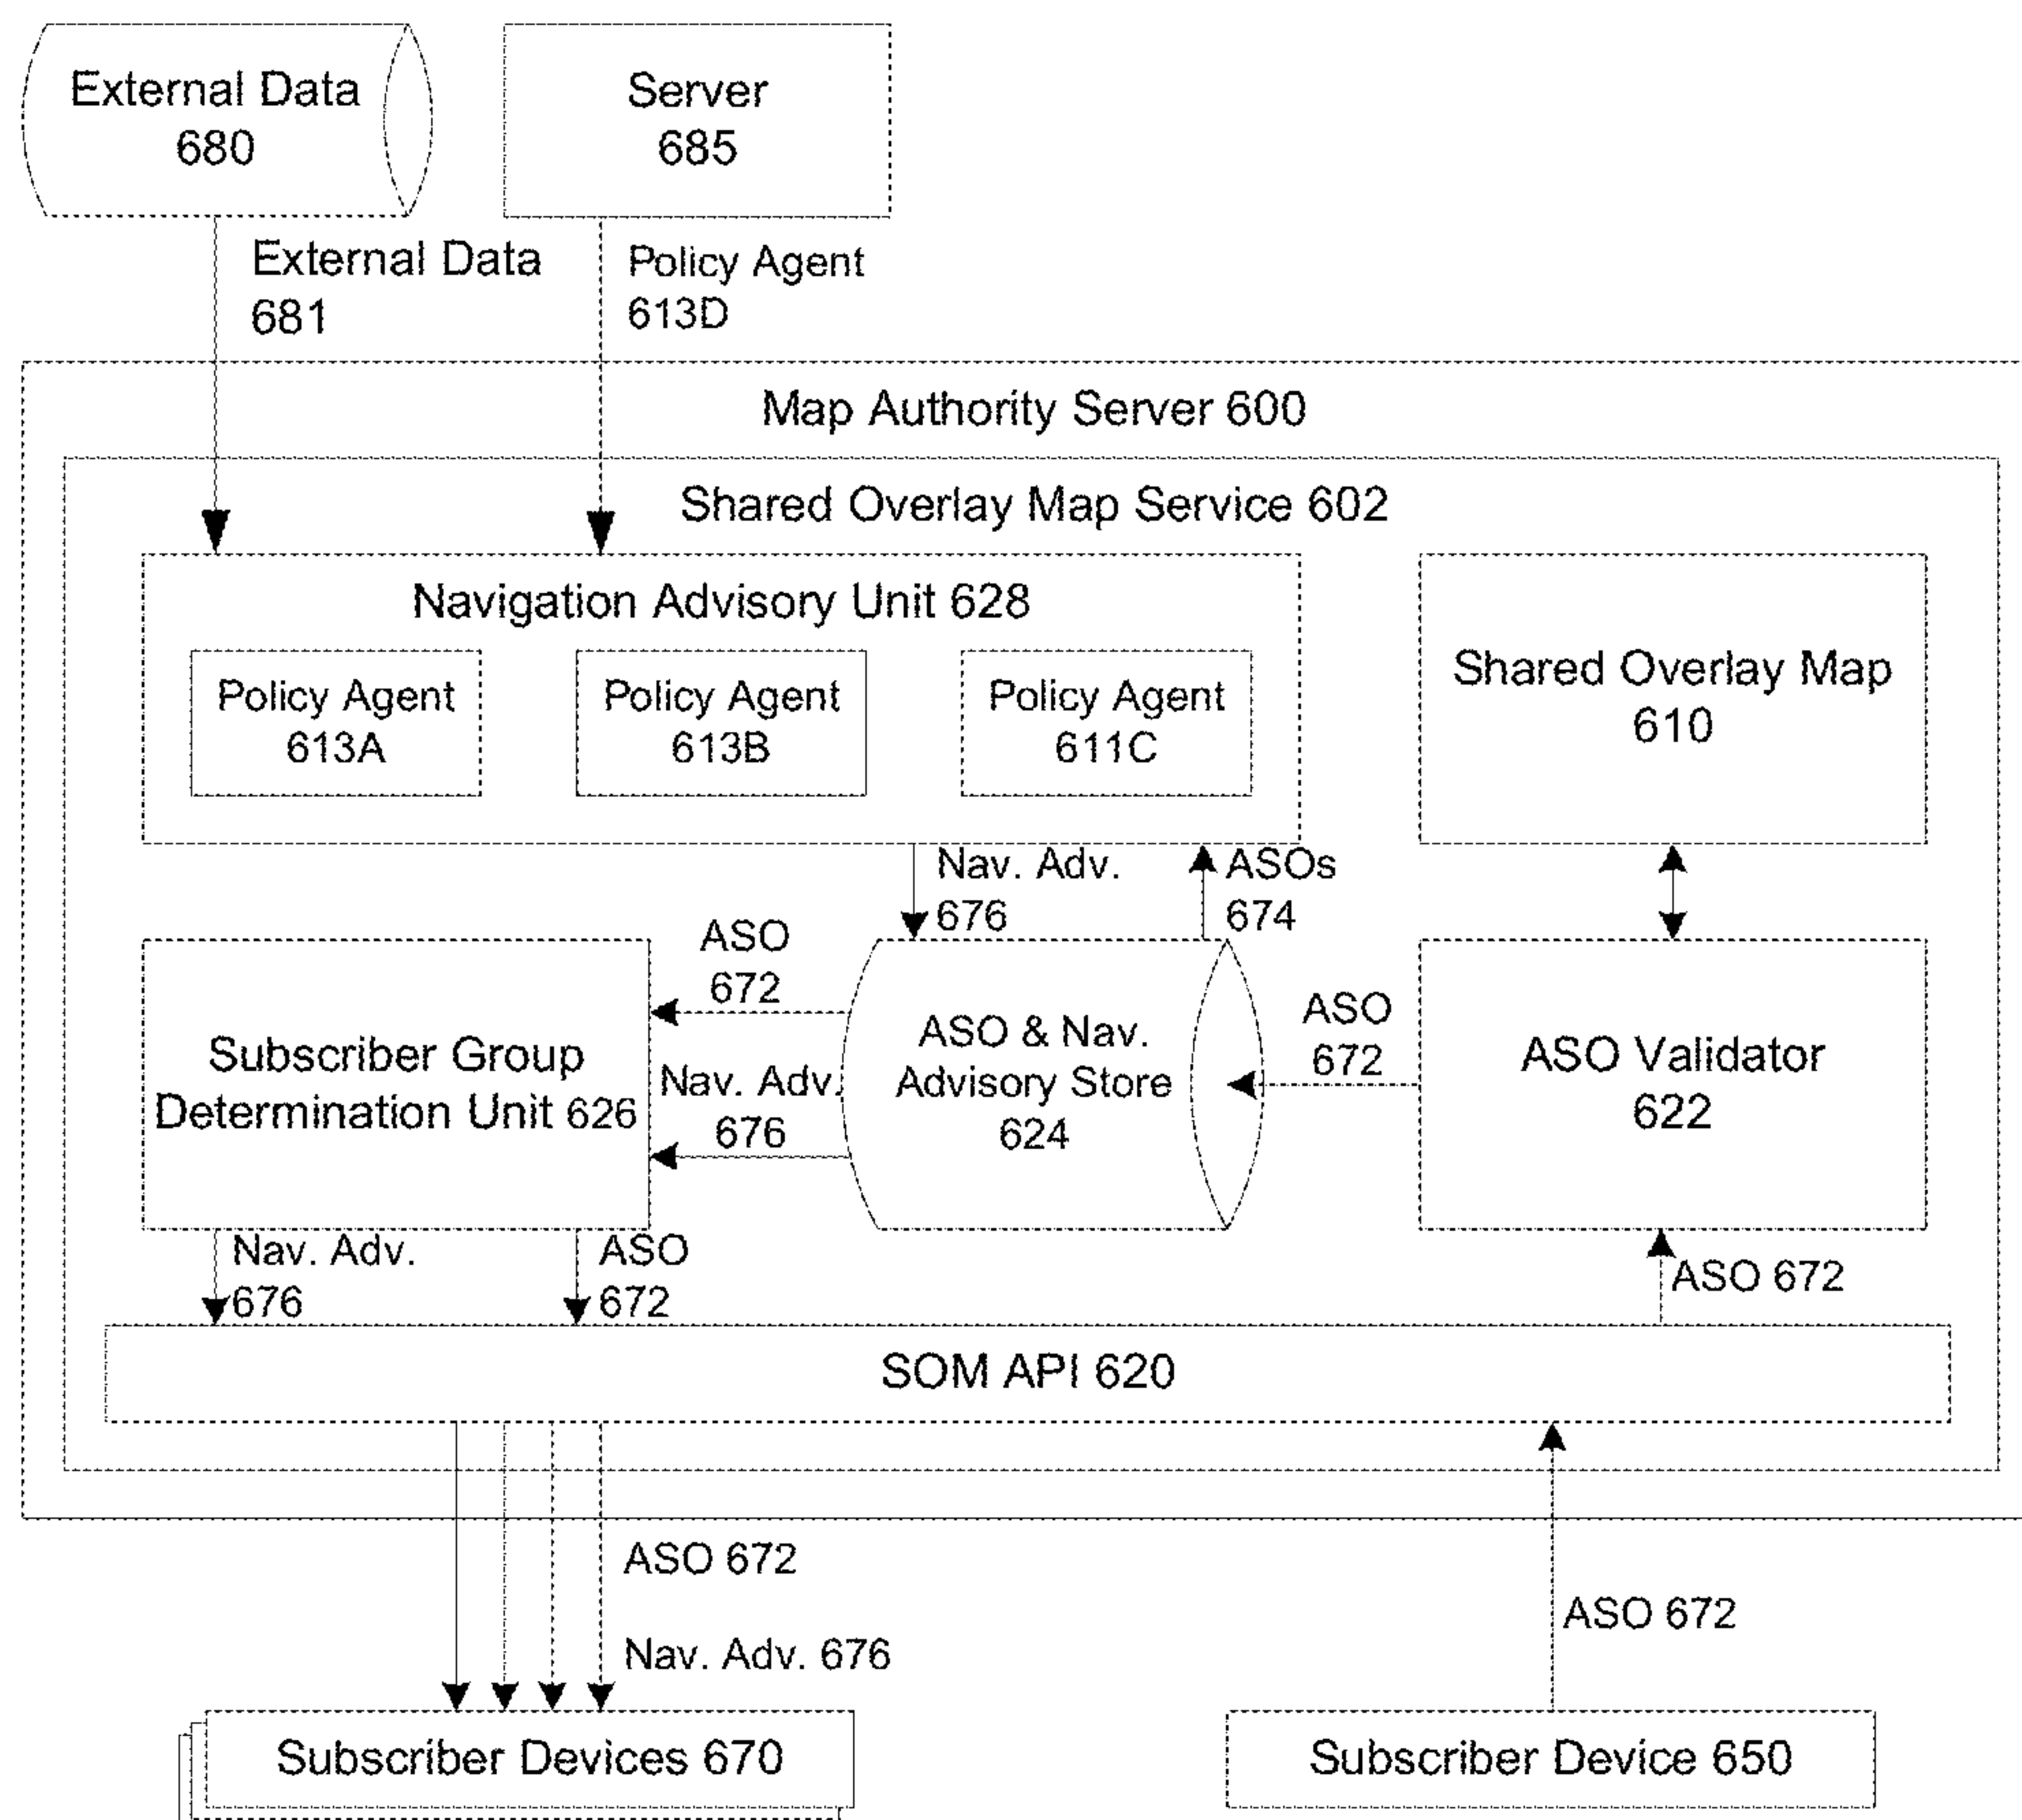 External Data
680
Server
685
External Data
681
Policy Agent
613D
Map Authority Server 600
Shared Overlay Map Service 602
Navigation Advisory Unit 628
Policy Agent
613A
Policy Agent
613B
Policy Agent
611C
Shared Overlay Map
610
Nav. Adv.
676
ASOs
674
ASO
672
Nav. Adv.
676
Subscriber Group
Determination Unit 626
ASO & Nav.
Advisory Store
624
ASO
672
ASO Validator
622
Nav. Adv.
676
ASO
672
ASO 672
SOM API 620
ASO 672
Nav. Adv. 676
ASO 672
Subscriber Devices 670
Subscriber Device 650